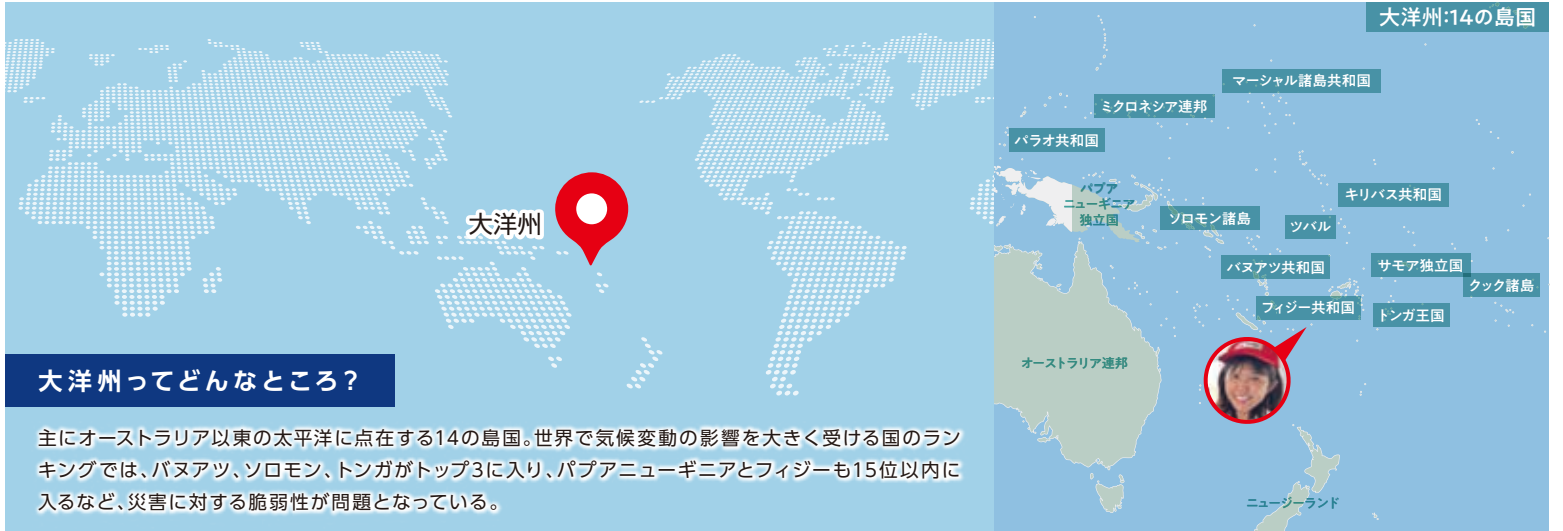 大洋州
大洋州ってどんなところ？
主にオーストラリア以東の太平洋に点在する14の島国。世界で気候変動の影響を大きく受ける国のラン
キングでは、バヌアツ、ソロモン、トンガがトップ3に入り、パプアニューギニアとフィジーも15位以内に
入るなど、災害に対する脆弱性が問題となっている。
大洋州:14の島国
マーシャル諸島共和国
ミクロネシア連邦
パラオ共和国
パプア
ニューギニア
独立国
キリバス共和国
ソロモン諸島
ツバル
バヌアツ共和国
サモア独立国
クック諸島
フィジー共和国
トンガ王国
オーストラリア連邦
ニュージーランド